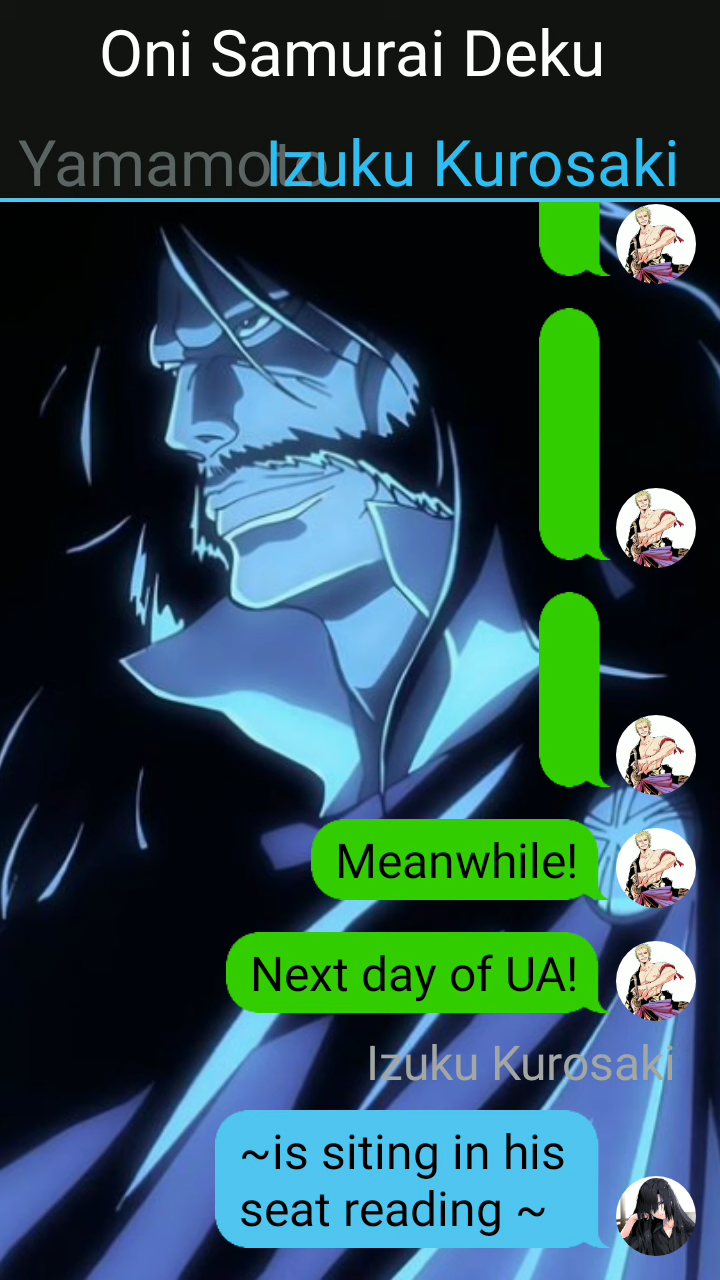 Oni Samurai Deku
Yamamoto
Izuku Kurosaki
Meanwhile!
Next day of UA!
Izuku Kurosaki
~is siting in his
seat reading ~